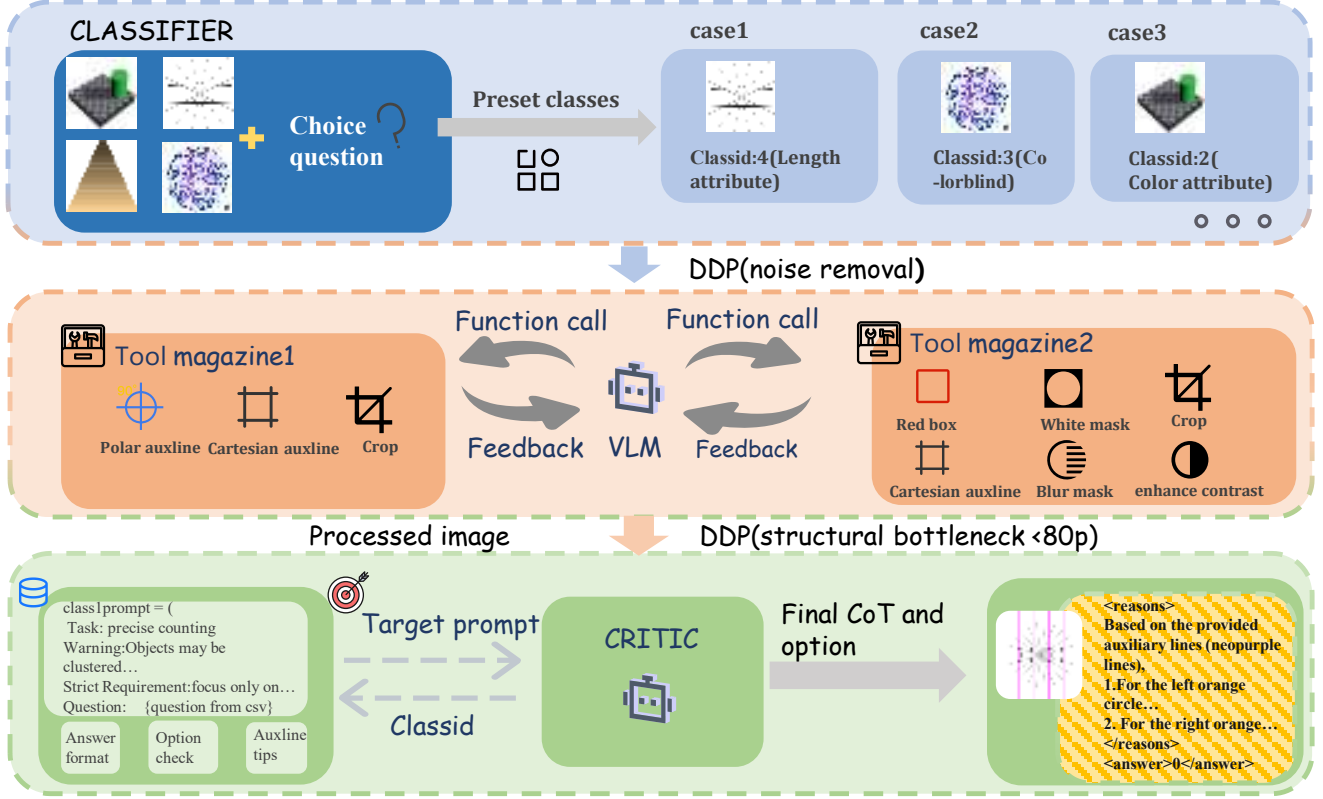 CLASSIFIER
Choice
question
Preset classes
case1
Classid:4(Length
attribute)
case2
Classid:3(Co
-lorblind)
case3
Classid:2(
Color attribute)
DDP(noise removal)
Tool magazine1
Polar auxline
Cartesian auxline
Crop
Function call
Function call
Feedback
VLM
Feedback
Tool magazine2
Red box
White mask
Crop
Cartesian auxline
Blur mask
enhance contrast
Processed image
DDP(structural bottleneck <80p)
class1prompt = (
Task: precise counting
Warning:Objects may be
clustered…
Strict Requirement:focus only on…
Question: {question from csv}
Answer
format
Option
check
Auxline
tips
Target prompt
Classid
CRITIC
Final CoT and
option
<reasons>
Based on the provided
auxiliary lines (neopurple
lines),
1.For the left orange
circle…
2. For the right orange…
</reasons>
<answer>0</answer>